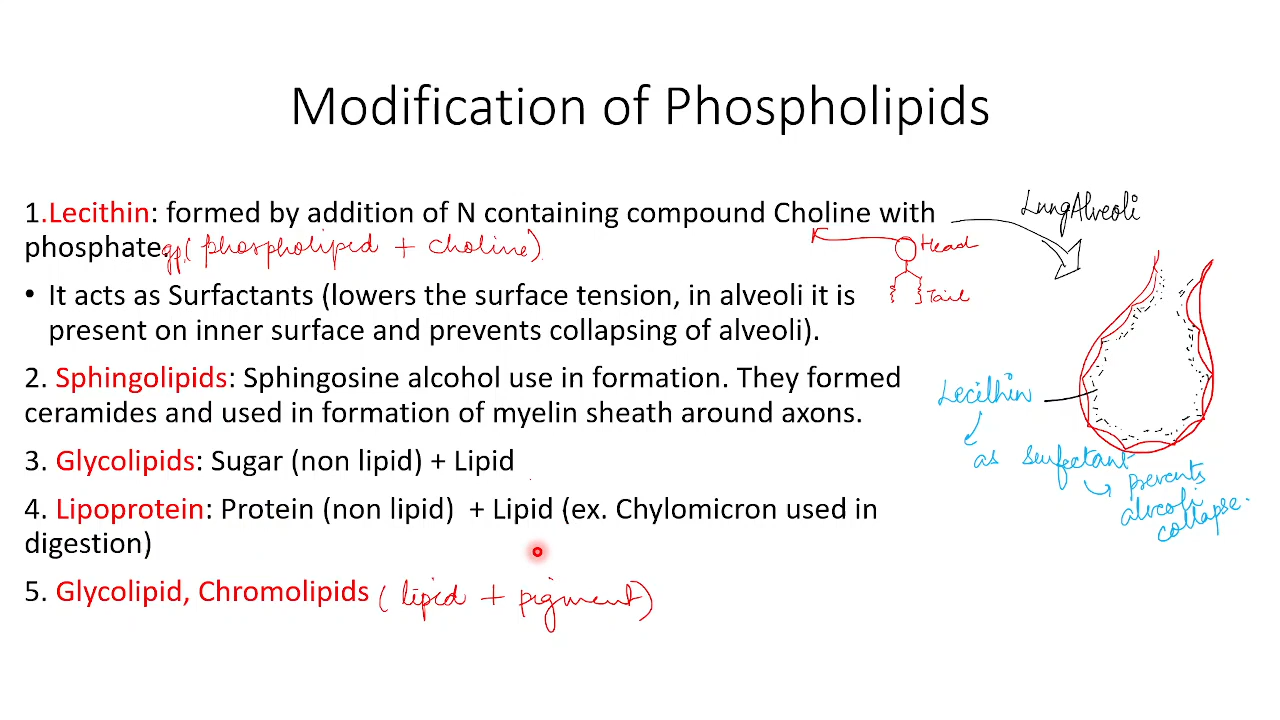 Modification of Phospholipids
1.Lecithin: formed by addition of N containing compound Choline with
phosphate. gp (phospholipid + choline)
• It acts as Surfactants (lowers the surface tension, in alveoli it is
present on inner surface and prevents collapsing of alveoli).
2. Sphingolipids: Sphingosine alcohol use in formation. They formed
ceramides and used in formation of myelin sheath around axons.
3. Glycolipids: Sugar (non lipid) + Lipid
4. Lipoprotein: Protein (non lipid) + Lipid (ex. Chylomicron used in
digestion)
5. Glycolipid, Chromolipids (lipid + pigment)
Head
Tail
LungAlveoli
Lecithin
as surfectant
prevents
alveoli
collapse.